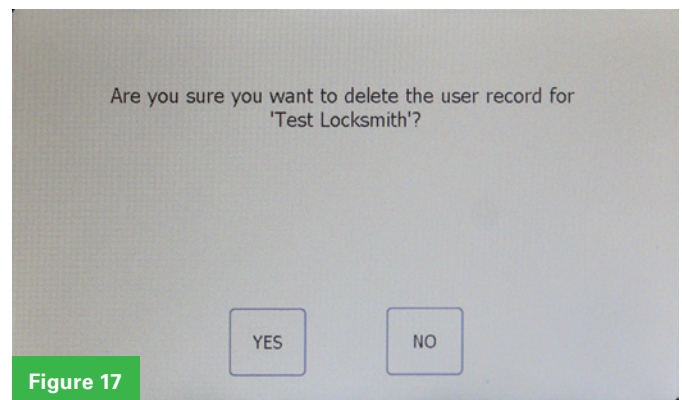 Are you sure you want to delete the user record for
'Test Locksmith'?
YES NO
Figure 17